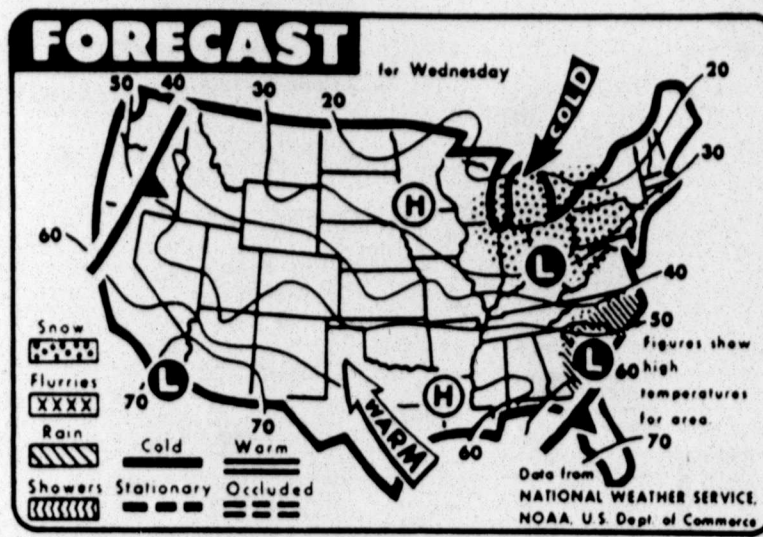 FORECAST
for Wednesday
50 40 30 20
COLD
20
30
H
L
60
40
50
Snow
Flurries
XXXX
Rain
Showers
Cold
Warm
Stationary
Occluded
L
70
70
WARM
H
60
L
60
70
Figures show
high
temperatures
for area.
Data from
NATIONAL WEATHER SERVICE,
NOAA, U.S. Dept. of Commerce